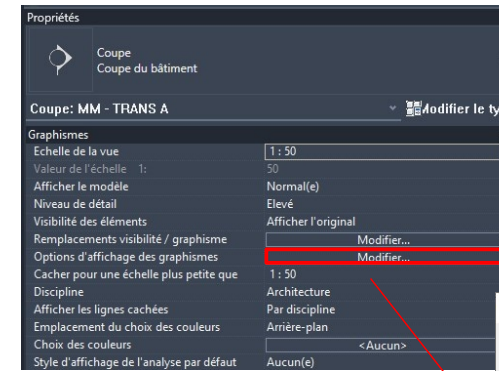 Propriétés
Coupe
Coupe du bâtiment
Coupe: MM - TRANS A
Modifier le ty
Graphismes
Echelle de la vue 1 : 50
Valeur de l'échelle 1: 50
Afficher le modèle Normal(e)
Niveau de détail Elevé
Visibilité des éléments Afficher l'original
Remplacements visibilité / graphisme Modifier...
Options d'affichage des graphismes Modifier...
Cacher pour une échelle plus petite que 1 : 50
Discipline Architecture
Afficher les lignes cachées Par discipline
Emplacement du choix des couleurs Arrière-plan
Choix des couleurs <Aucun>
Style d'affichage de l'analyse par défaut Aucun(e)